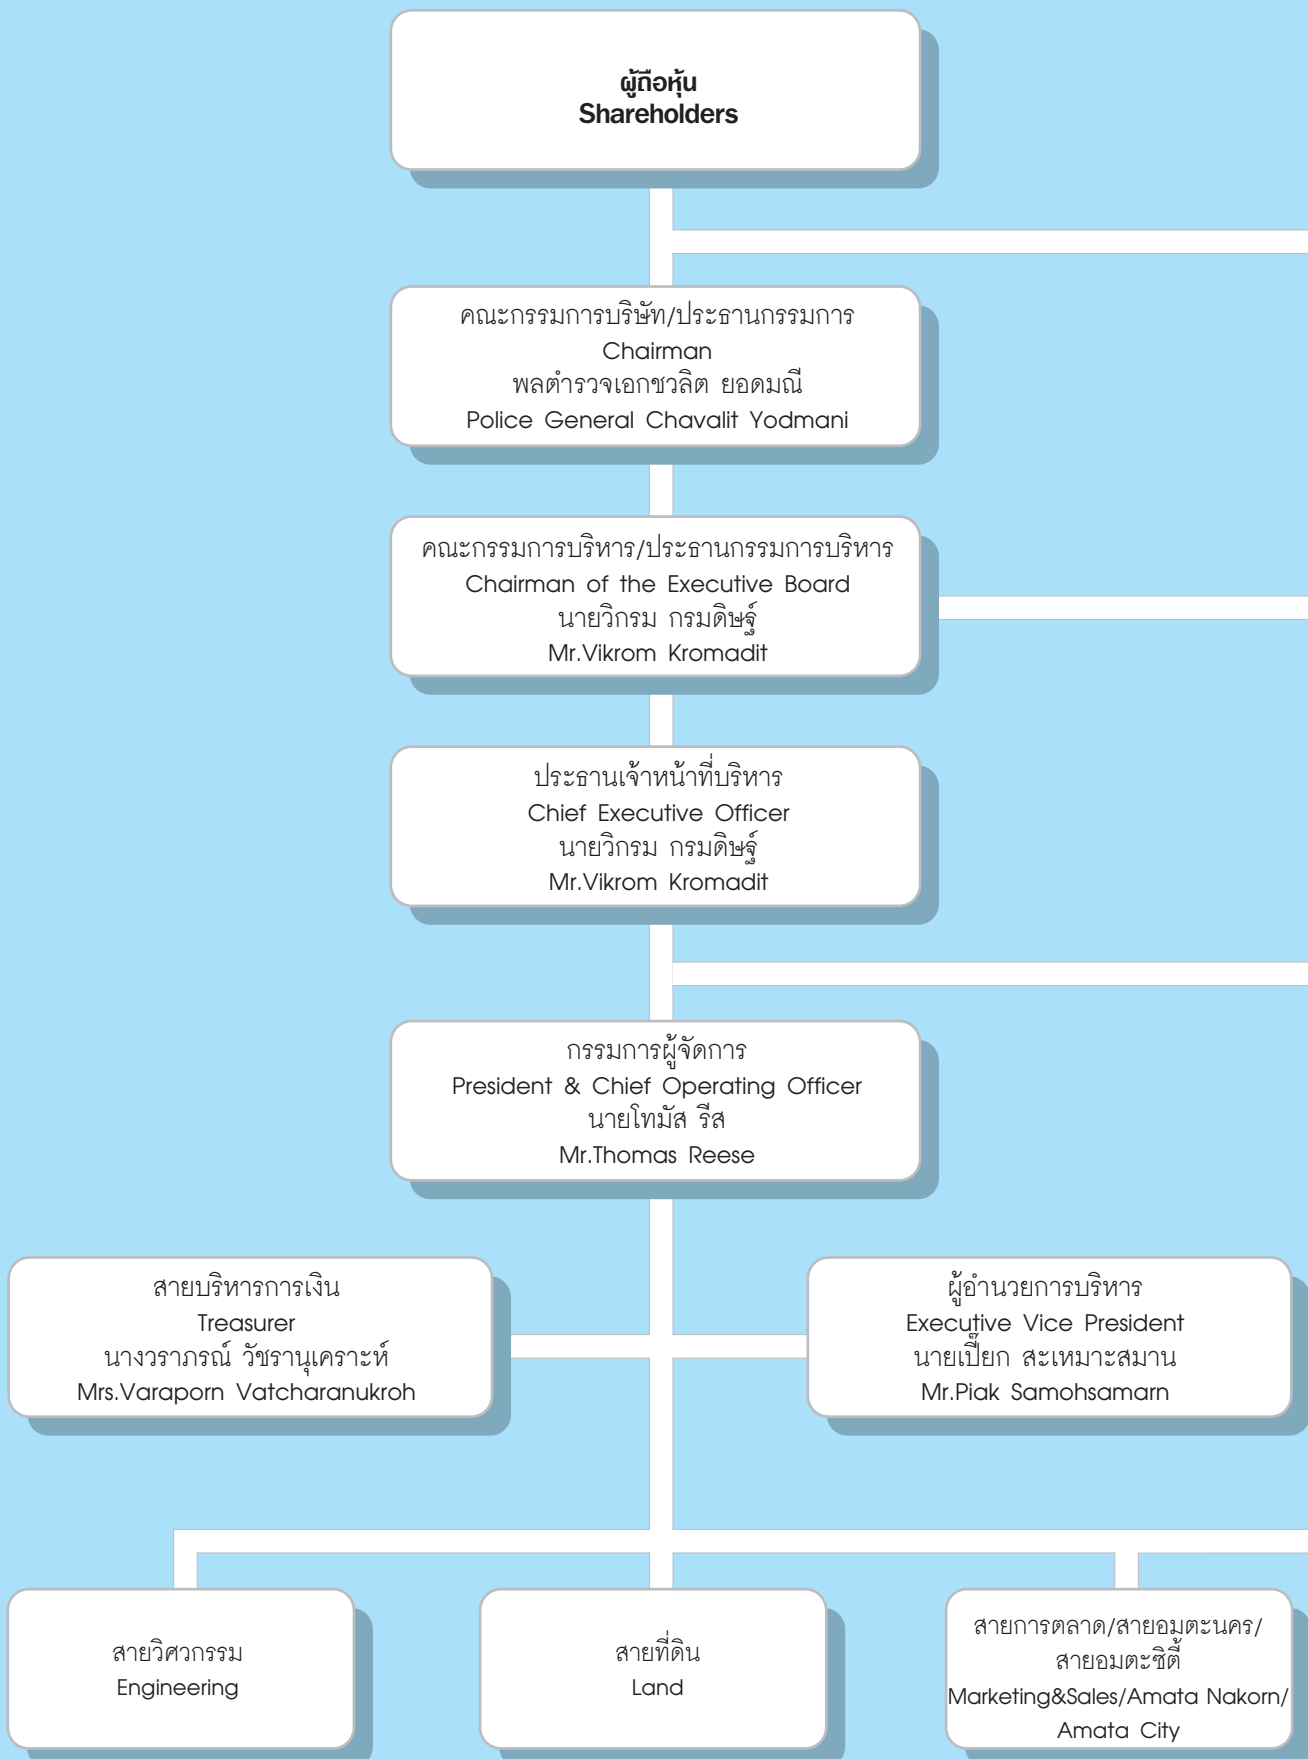 ผู้ถือหุ้น
Shareholders
คณะกรรมการบริษัท/ประธานกรรมการ
Chairman
พลตำรวจเอกชวลิต ยอดมณี
Police General Chavalit Yodmani
คณะกรรมการบริหาร/ประธานกรรมการบริหาร
Chairman of the Executive Board
นายวิกรม กรมดิษฐ์
Mr.Vikrom Kromadit
ประธานเจ้าหน้าที่บริหาร
Chief Executive Officer
นายวิกรม กรมดิษฐ์
Mr.Vikrom Kromadit
กรรมการผู้จัดการ
President & Chief Operating Officer
นายโทมัส รีส
Mr.Thomas Reese
สายบริหารการเงิน
Treasurer
นางวราภรณ์ วัชรานุเคราะห์
Mrs.Varaporn Vatcharanukroh
ผู้อำนวยการบริหาร
Executive Vice President
นายเปี๊ยก สะเหมาะสมาน
Mr.Piak Samohsamarn
สายวิศวกรรม
Engineering
สายที่ดิน
Land
สายการตลาด/สายอมตะนคร/
สายอมตะซิตี้
Marketing&Sales/Amata Nakorn/
Amata City